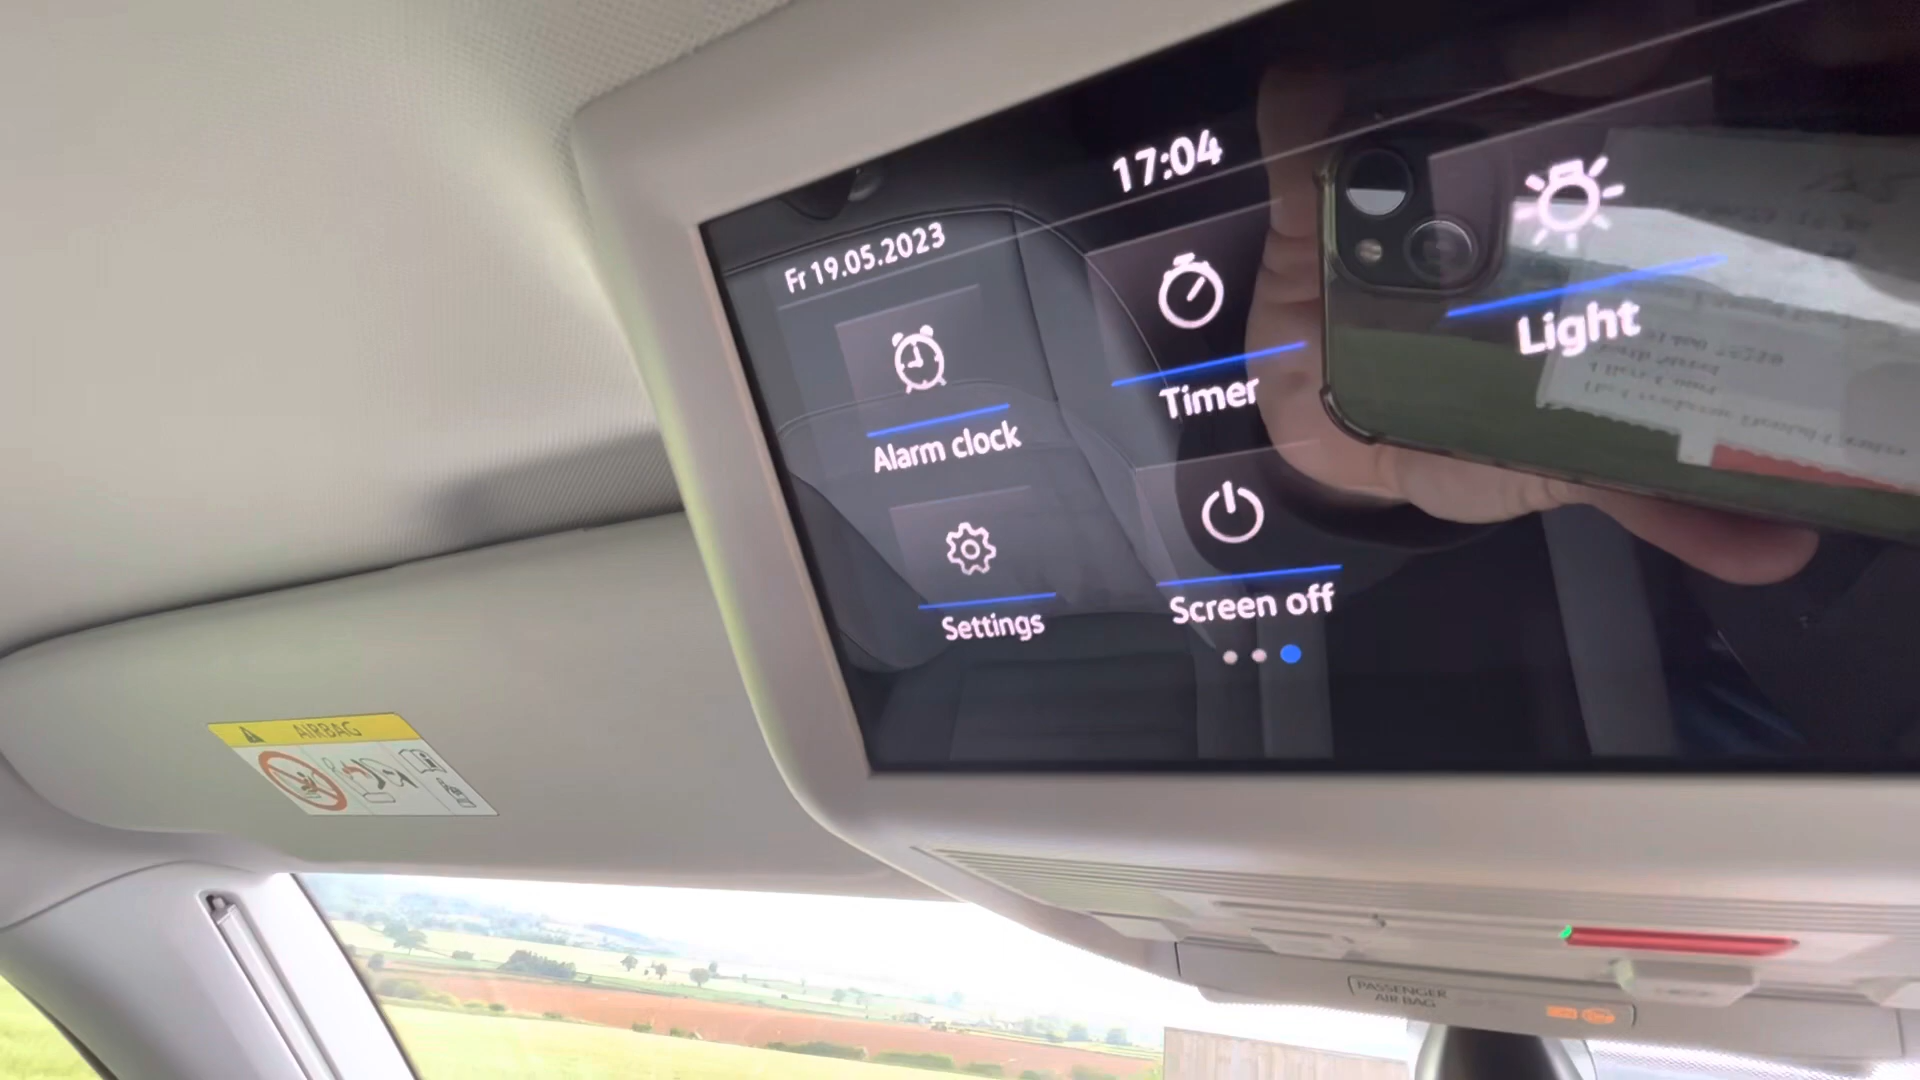 17:04
Fr 19.05.2023
Alarm clock
Timer
Light
Settings
Screen off
AIRBAG
PASSENGER
AIR BAG